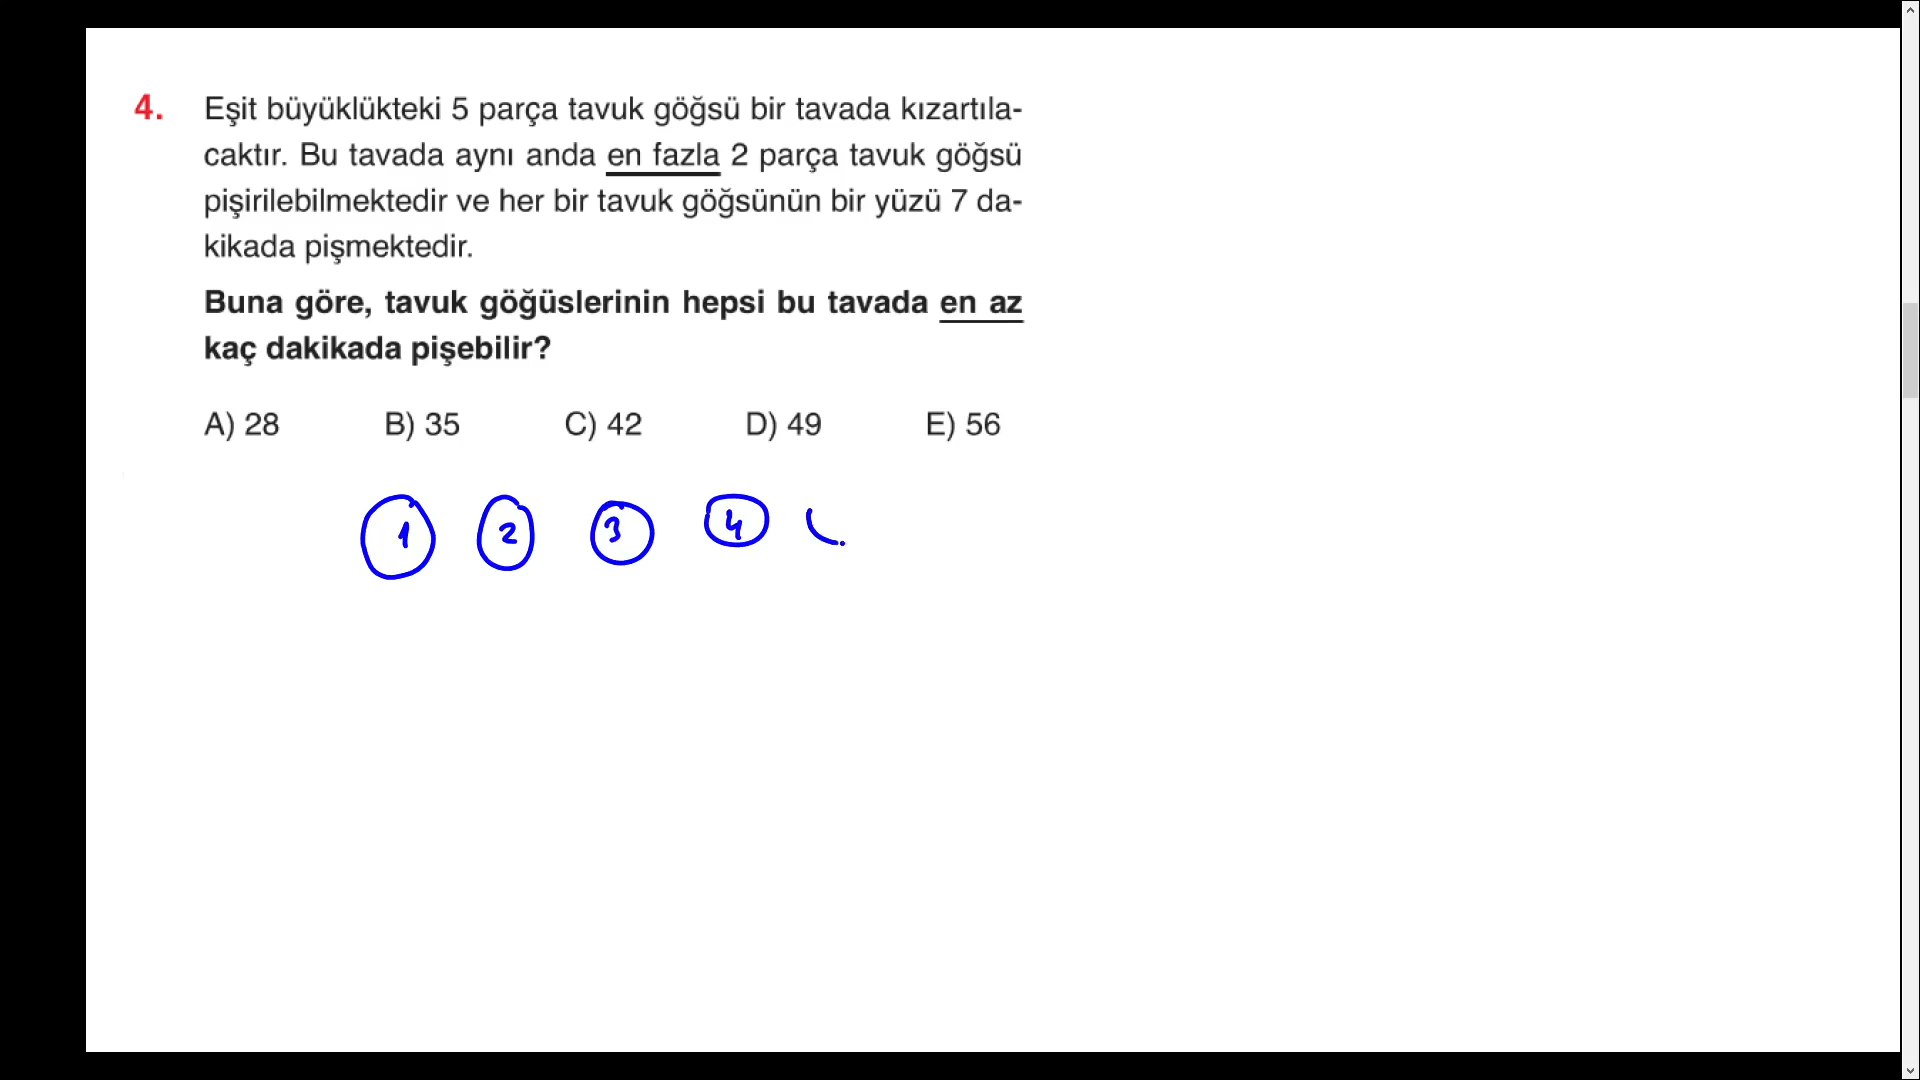 4. Eşit büyüklükteki 5 parça tavuk göğsü bir tavada kızartıla-
caktır. Bu tavada aynı anda en fazla 2 parça tavuk göğsü
pişirilebilmektedir ve her bir tavuk göğsünün bir yüzü 7 da-
kikada pişmektedir.
Buna göre, tavuk göğüslerinin hepsi bu tavada en az
kaç dakikada pişebilir?
A) 28 B) 35 C) 42 D) 49 E) 56
1 2 3 4